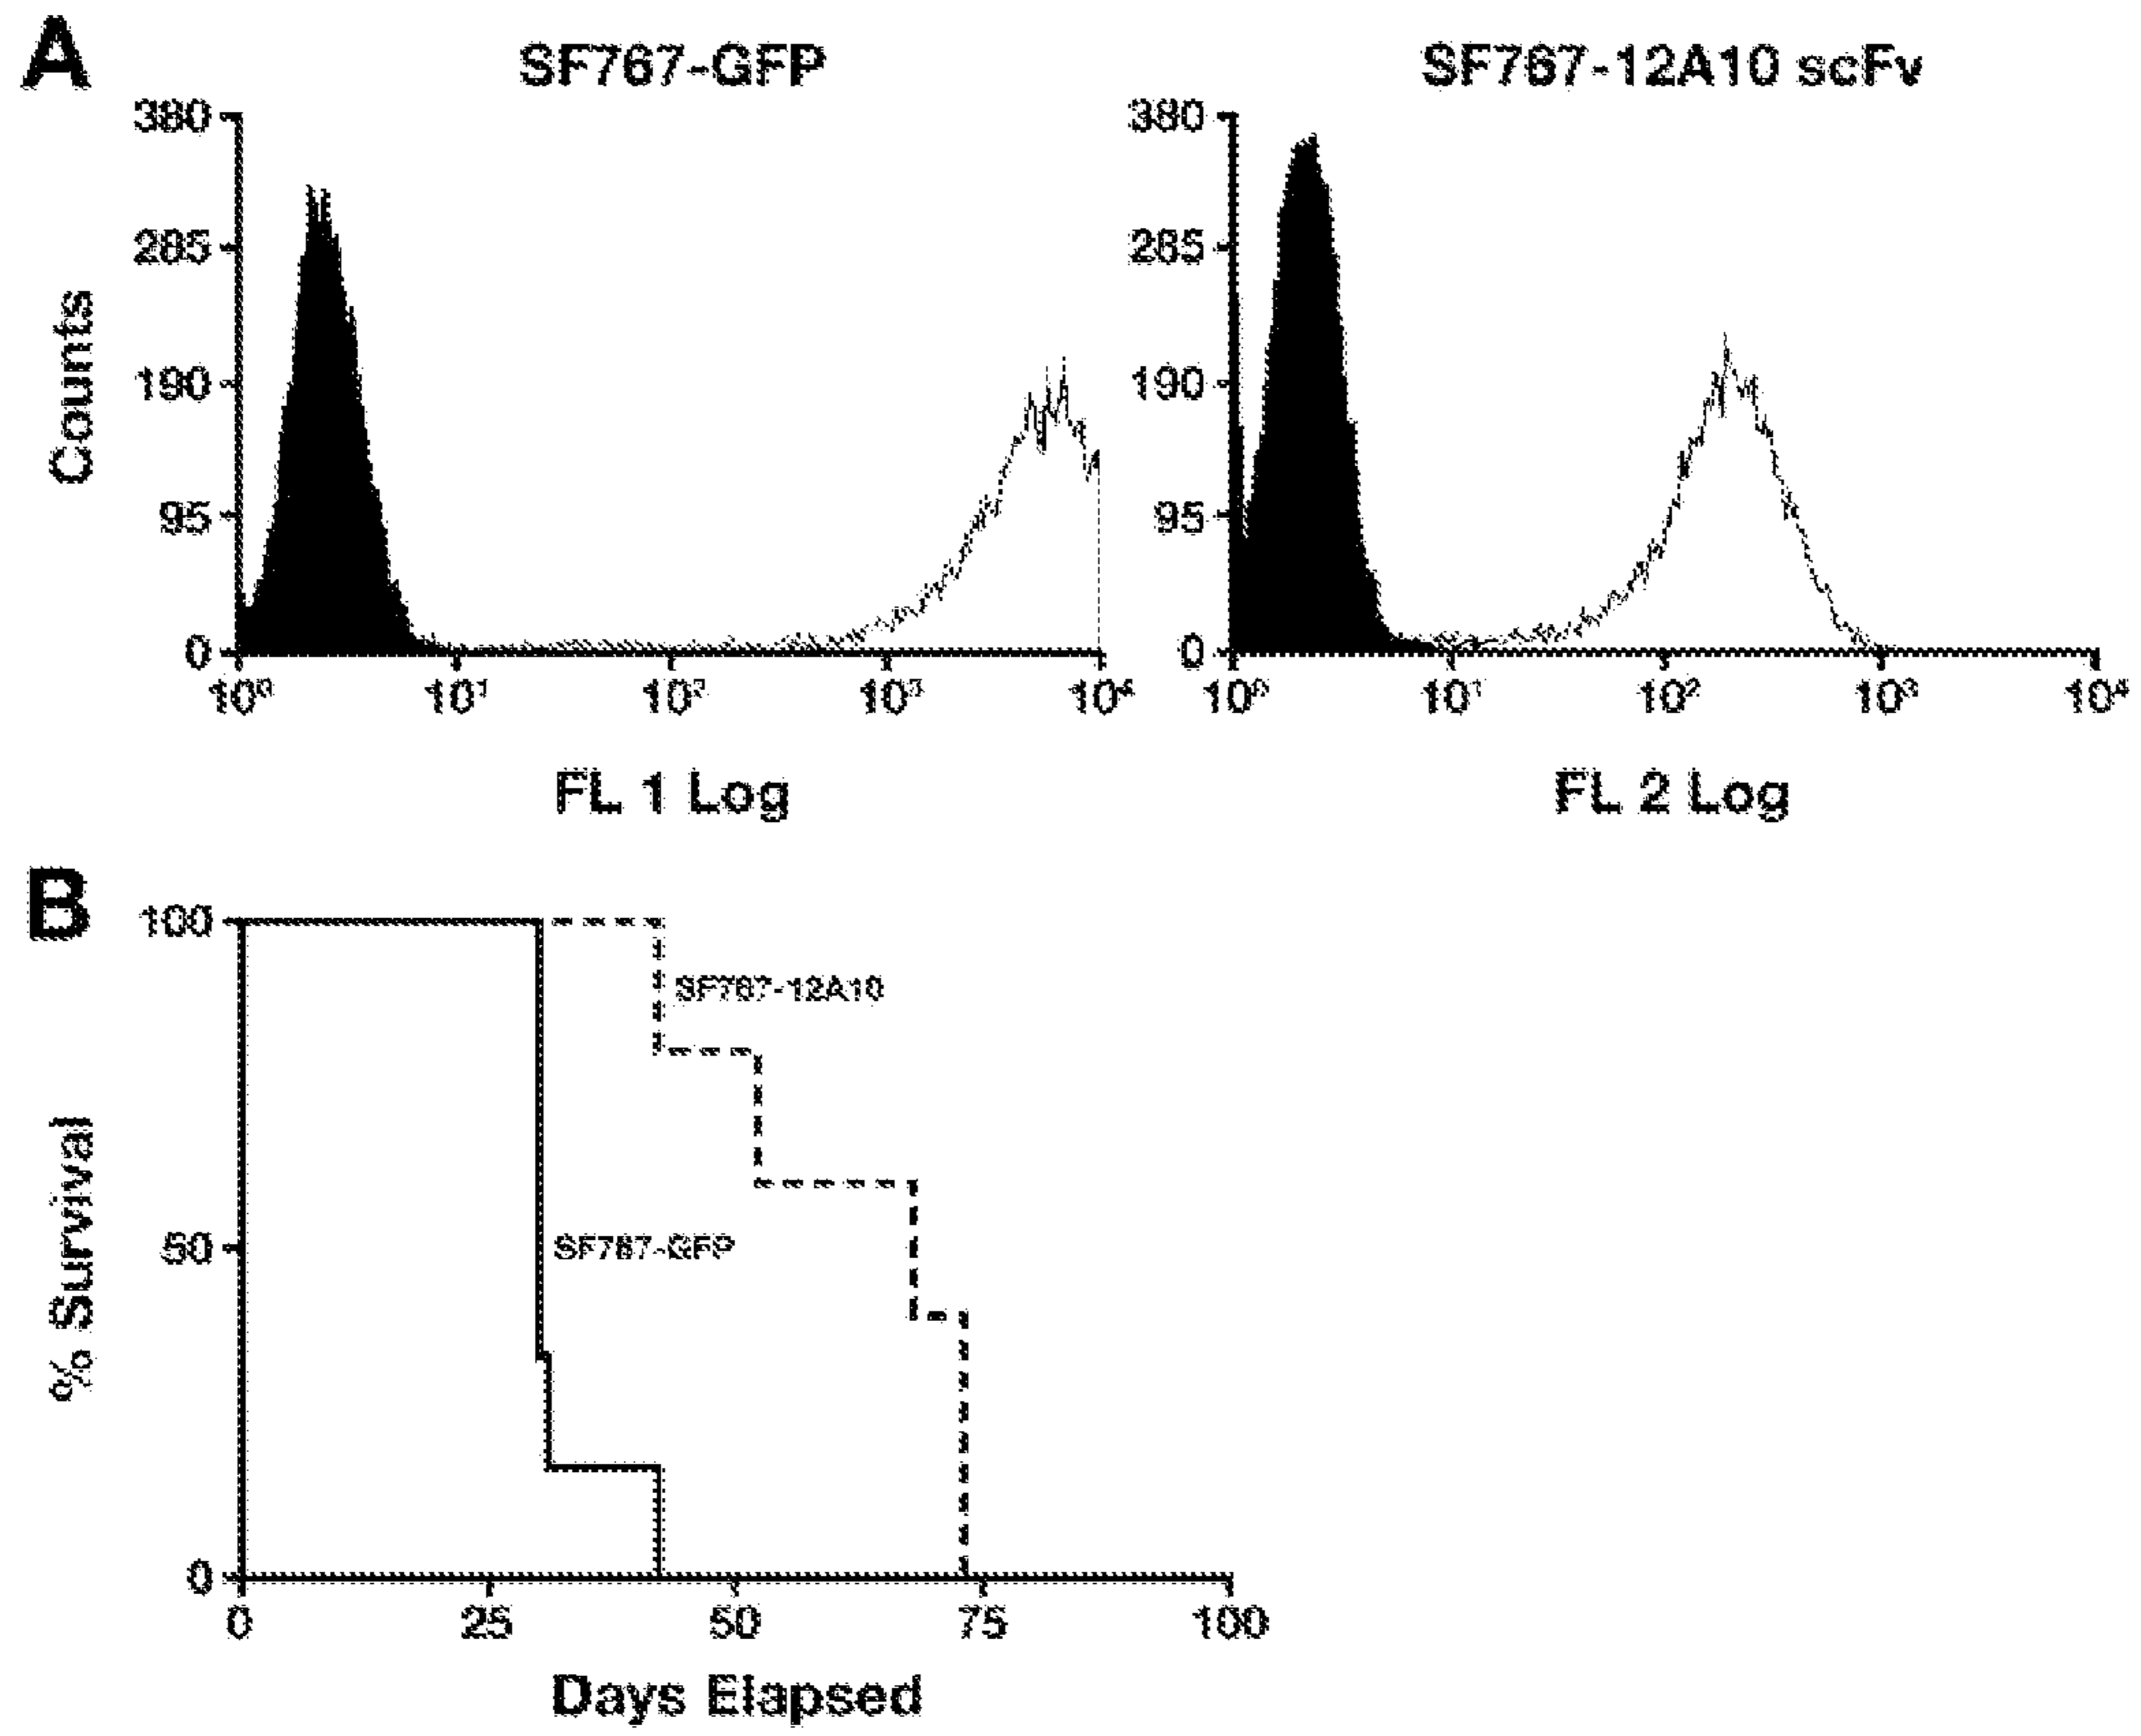 A
SF767-GFP
SF767-12A10 scFv
Counts
380
285
190
95
0
10⁰ 10¹ 10² 10³ 10⁴
FL 1 Log
380
285
190
95
0
10⁰ 10¹ 10² 10³ 10⁴
FL 2 Log
B
% Survival
100
50
0
SF767-12A10
SF767-GFP
0 25 50 75 100
Days Elapsed